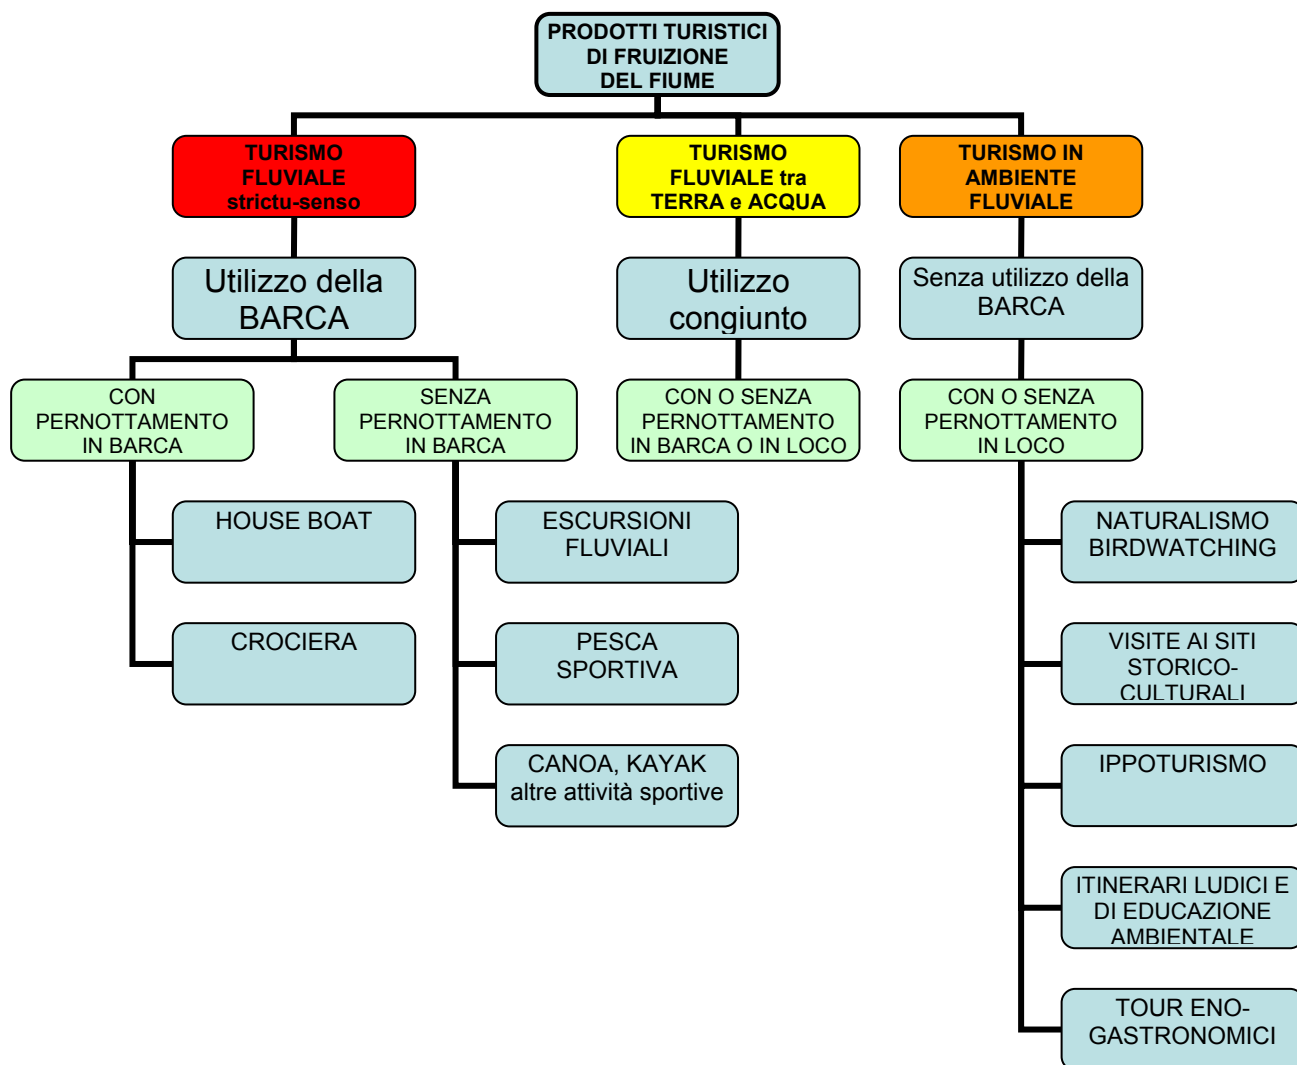 PRODOTTI TURISTICI
DI FRUIZIONE
DEL FIUME
TURISMO
FLUVIALE
strictu-senso
TURISMO
FLUVIALE tra
TERRA e ACQUA
TURISMO IN
AMBIENTE
FLUVIALE
Utilizzo della
BARCA
Utilizzo
congiunto
Senza utilizzo della
BARCA
CON
PERNOTTAMENTO
IN BARCA
SENZA
PERNOTTAMENTO
IN BARCA
CON O SENZA
PERNOTTAMENTO
IN BARCA O IN LOCO
CON O SENZA
PERNOTTAMENTO
IN LOCO
HOUSE BOAT
ESCURSIONI
FLUVIALI
NATURALISMO
BIRDWATCHING
CROCIERA
PESCA
SPORTIVA
VISITE AI SITI
STORICO-
CULTURALI
CANOA, KAYAK
altre attività sportive
IPPOTURISMO
ITINERARI LUDICI E
DI EDUCAZIONE
AMBIENTALE
TOUR ENO-
GASTRONOMICI